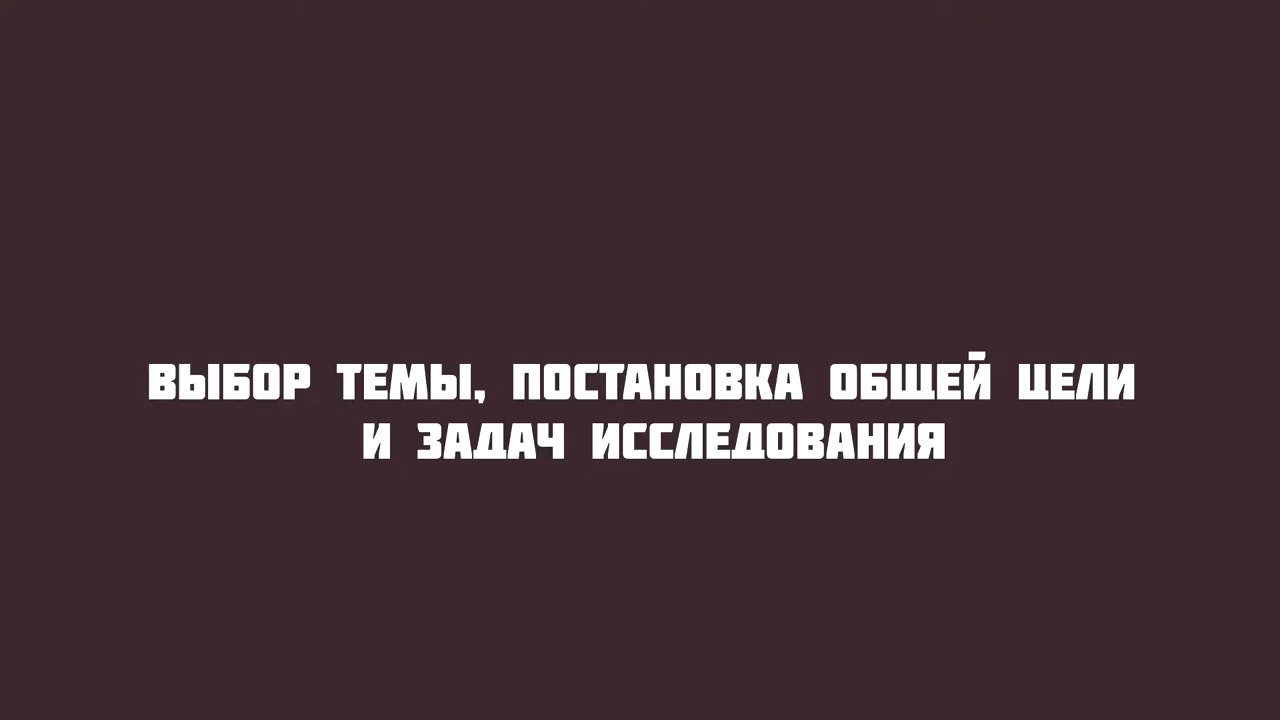 ВЫБОР ТЕМЫ, ПОСТАНОВКА ОБЩЕЙ ЦЕЛИ
И ЗАДАЧ ИССЛЕДОВАНИЯ